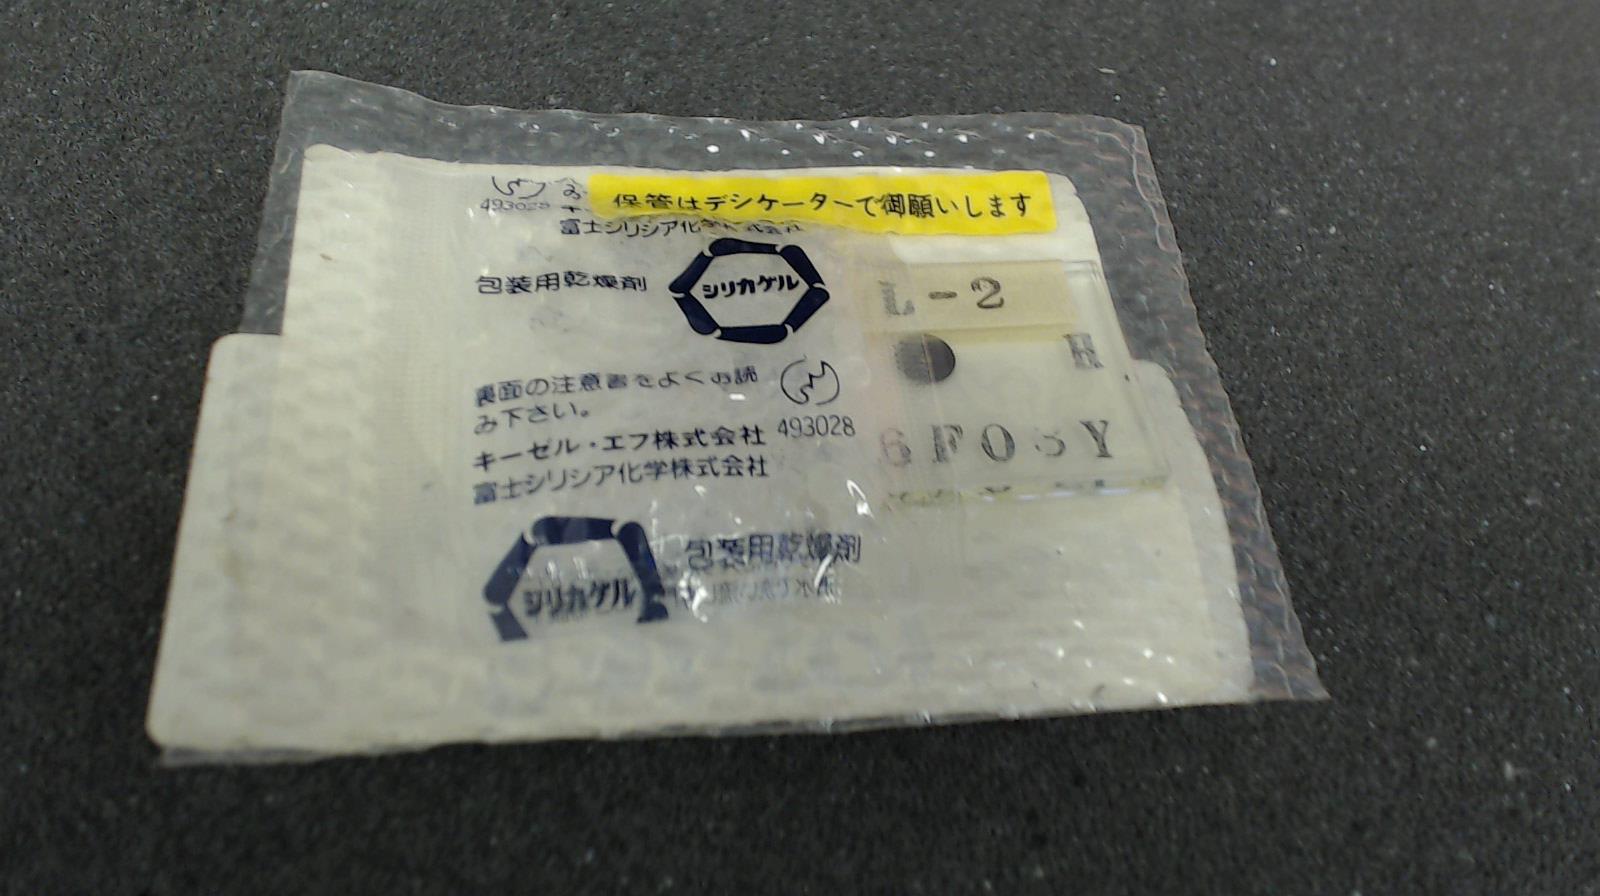 保管はデシケーターで御願いします
493028
富士シリシア化学株式会社
包装用乾燥剤
シリカゲル
L-2
H
裏面の注意書をよくお読
み下さい。
キーゼル・エフ株式会社
493028
富士シリシア化学株式会社
6F03Y
包装用乾燥剤
シリカゲル